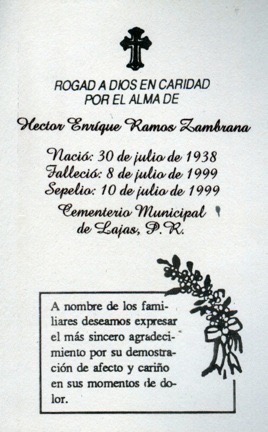 ROGAD A DIOS EN CARIDAD
POR EL ALMA DE
Hector Enrique Ramos Zambrana
Nació: 30 de julio de 1938
Falleció: 8 de julio de 1999
Sepelio: 10 de julio de 1999
Cementerio Municipal
de Lajas, P.R.
A nombre de los fami-
liares deseamos expresar
el más sincero agradeci-
miento por su demostra-
ción de afecto y cariño
en sus momentos de do-
lor.